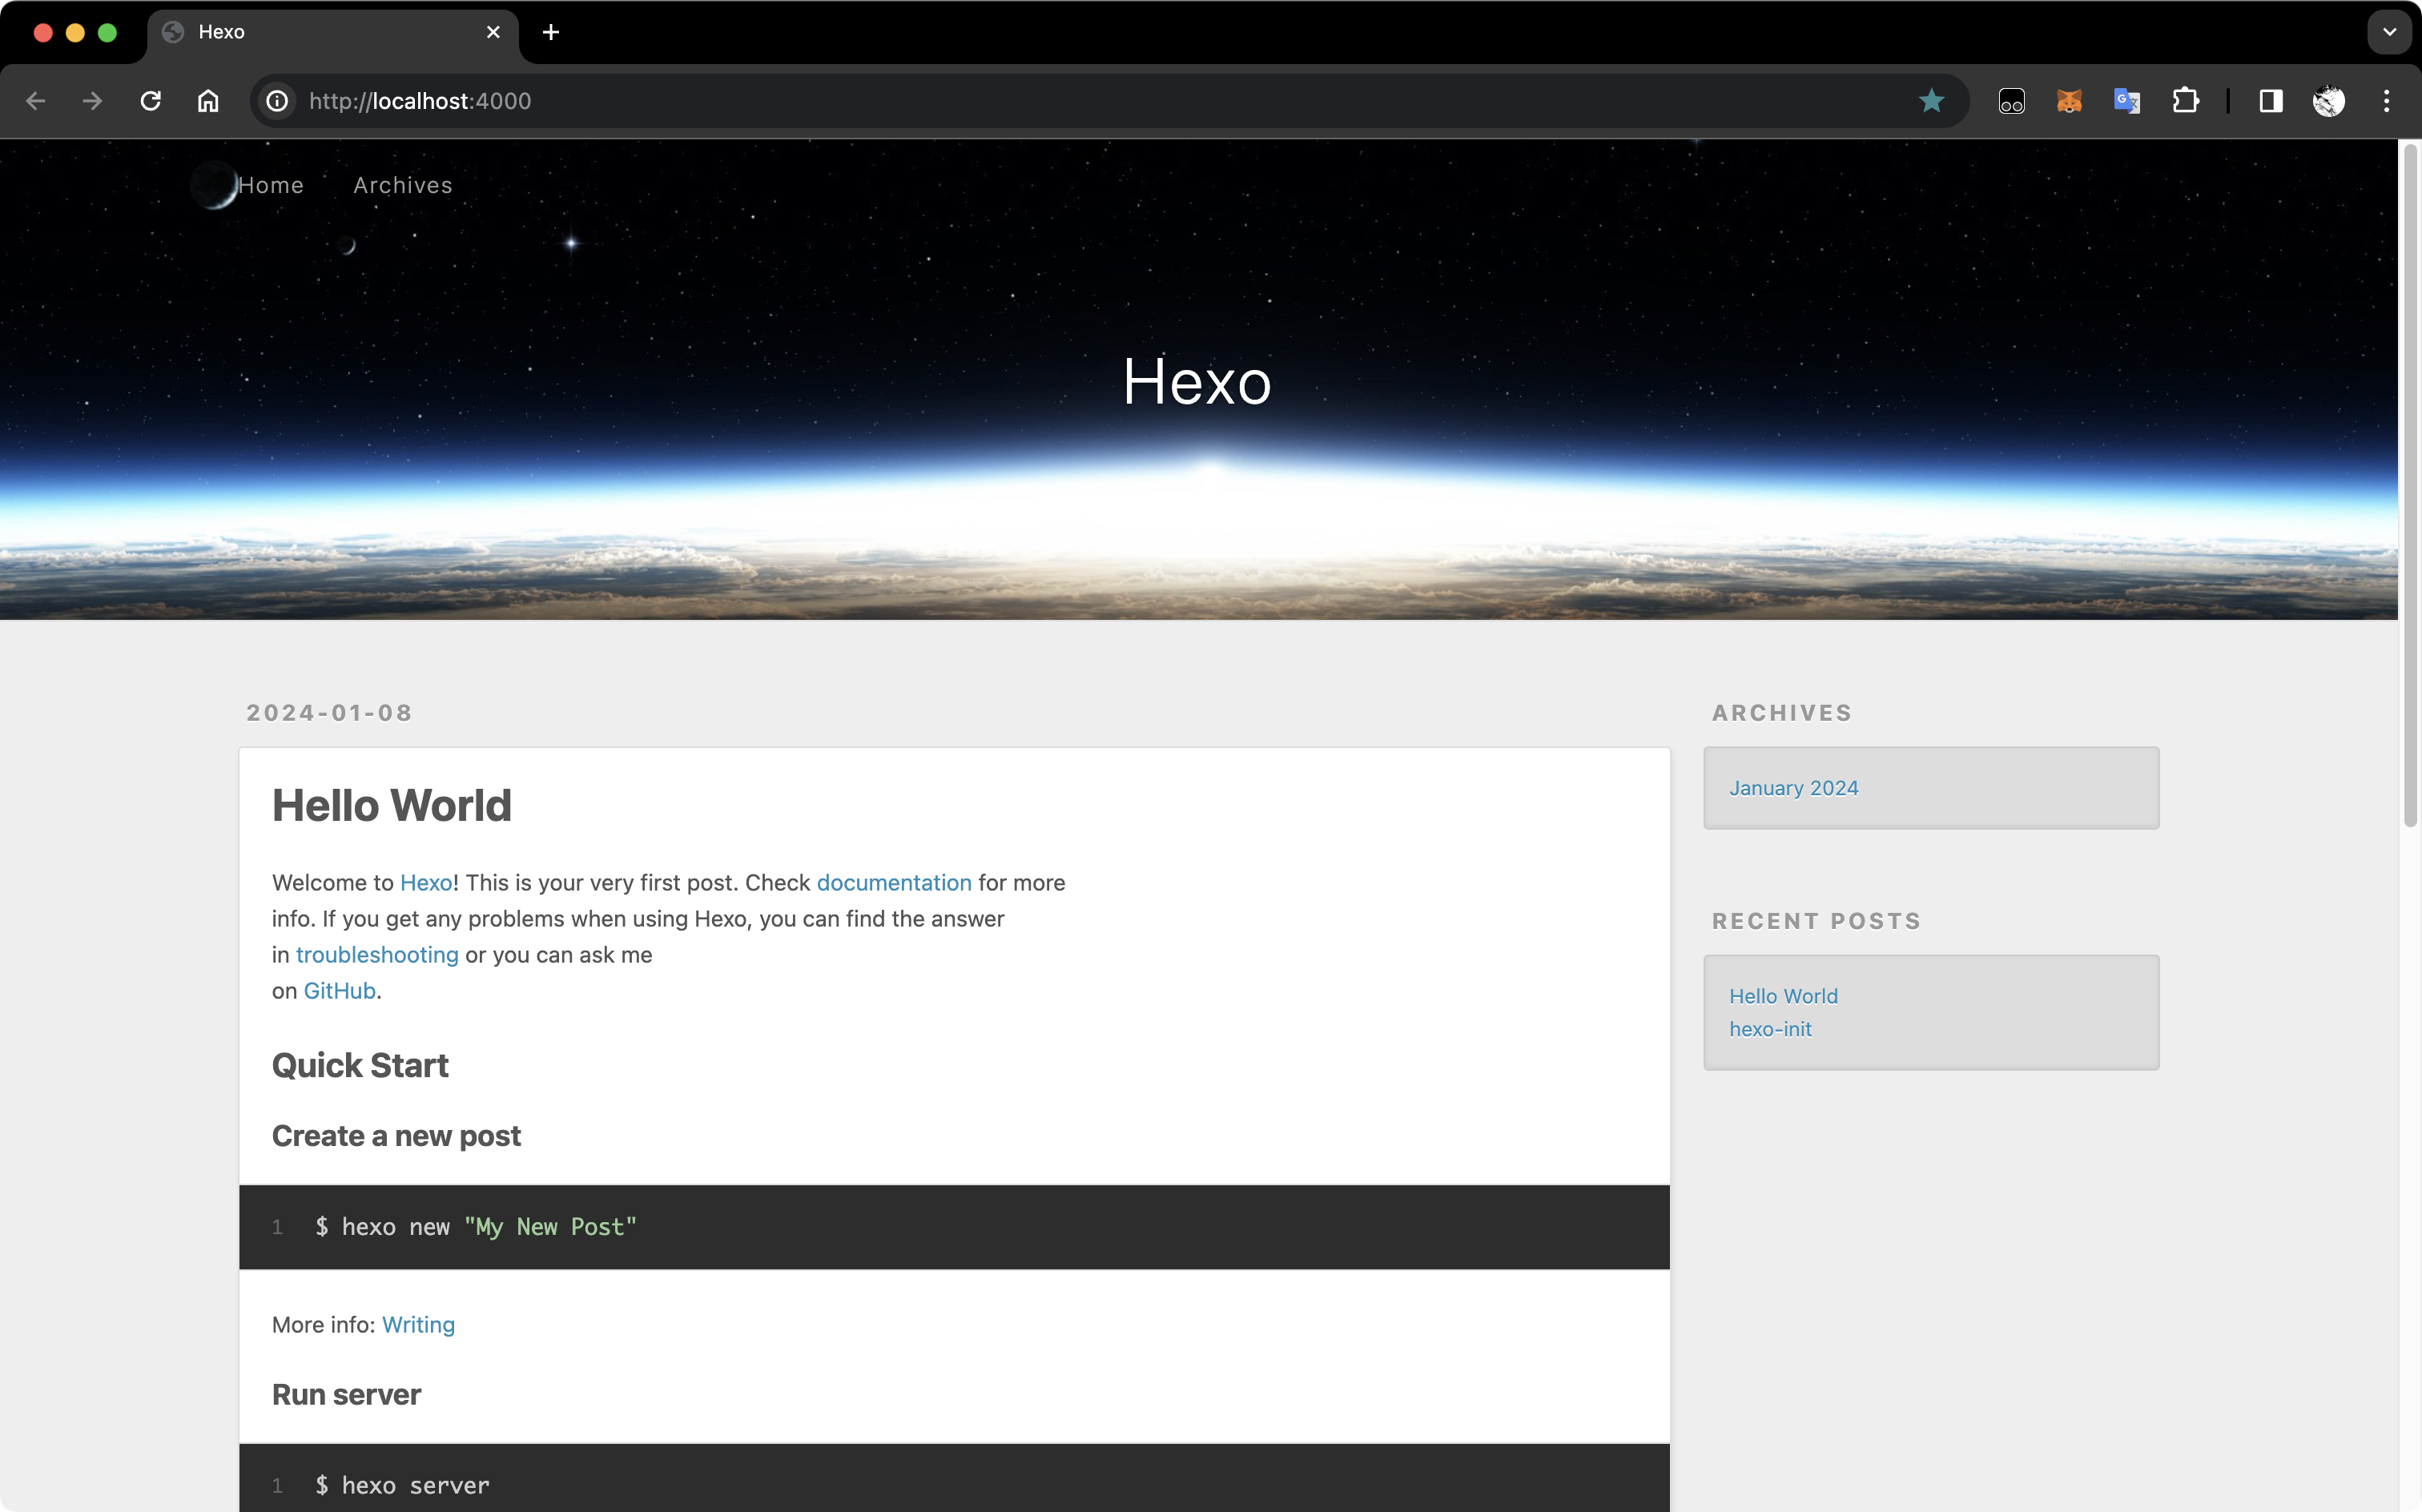 Hexo
http://localhost:4000
Home Archives
Hexo
2024-01-08
Hello World
Welcome to Hexo! This is your very first post. Check documentation for more
info. If you get any problems when using Hexo, you can find the answer
in troubleshooting or you can ask me
on GitHub.
Quick Start
Create a new post
1 $ hexo new "My New Post"
More info: Writing
Run server
1 $ hexo server
ARCHIVES
January 2024
RECENT POSTS
Hello World
hexo-init